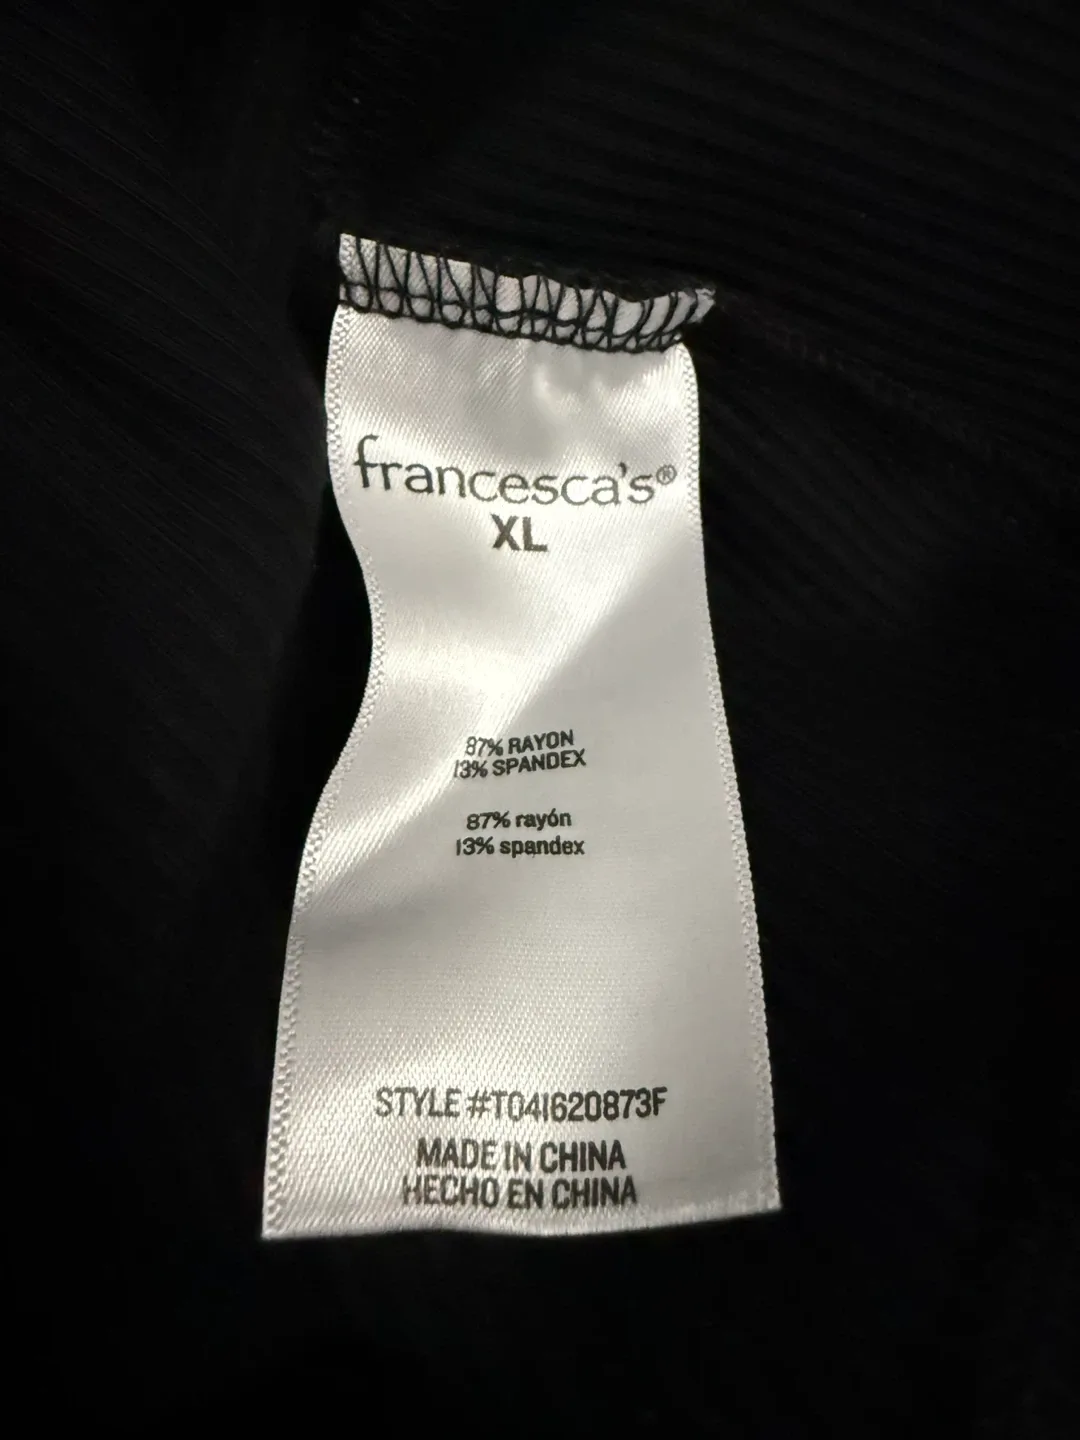 francesca's®
XL
87% RAYON
13% SPANDEX
87% rayón
13% spandex
STYLE #T041620873F
MADE IN CHINA
HECHO EN CHINA